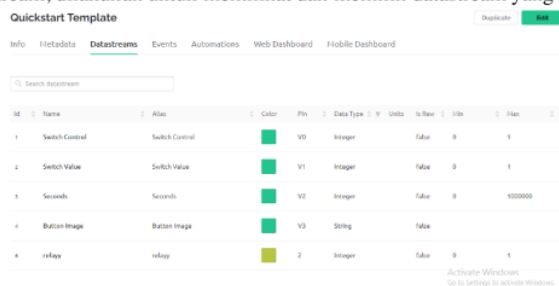 Quickstart Template
Duplicate
Edit
Info Metadata Datastreams Events Automations Web Dashboard Mobile Dashboard
Search datastream
Id Name Alias Color Pin Data Type Units Is Raw Min Max
1 Switch Control Switch Control V0 Integer false 0 1
2 Switch Value Switch Value V1 Integer false 0 1
3 Seconds Seconds V2 Integer false 0 1000000
4 Button Image Button Image V3 String false
relayy relayy 2 Integer false 0 1
Activate Windows
Go to Settings to activate Windows